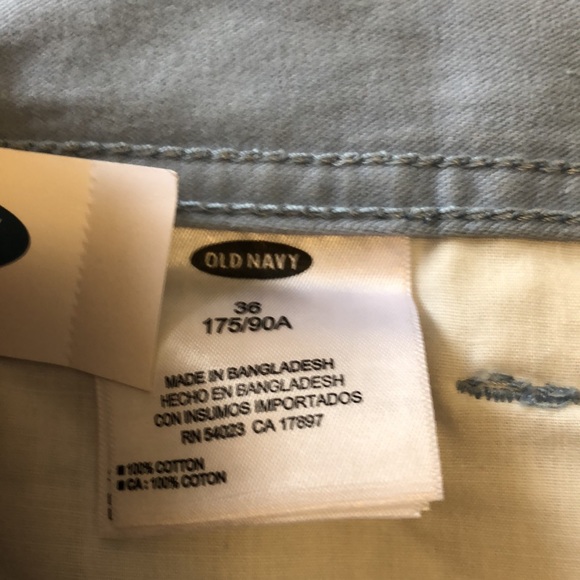 OLD NAVY
36
175/90A
MADE IN BANGLADESH
HECHO EN BANGLADESH
CON INSUMOS IMPORTADOS
RN 54023 CA 17897
■ 100% COTTON
■ CA: 100% COTON